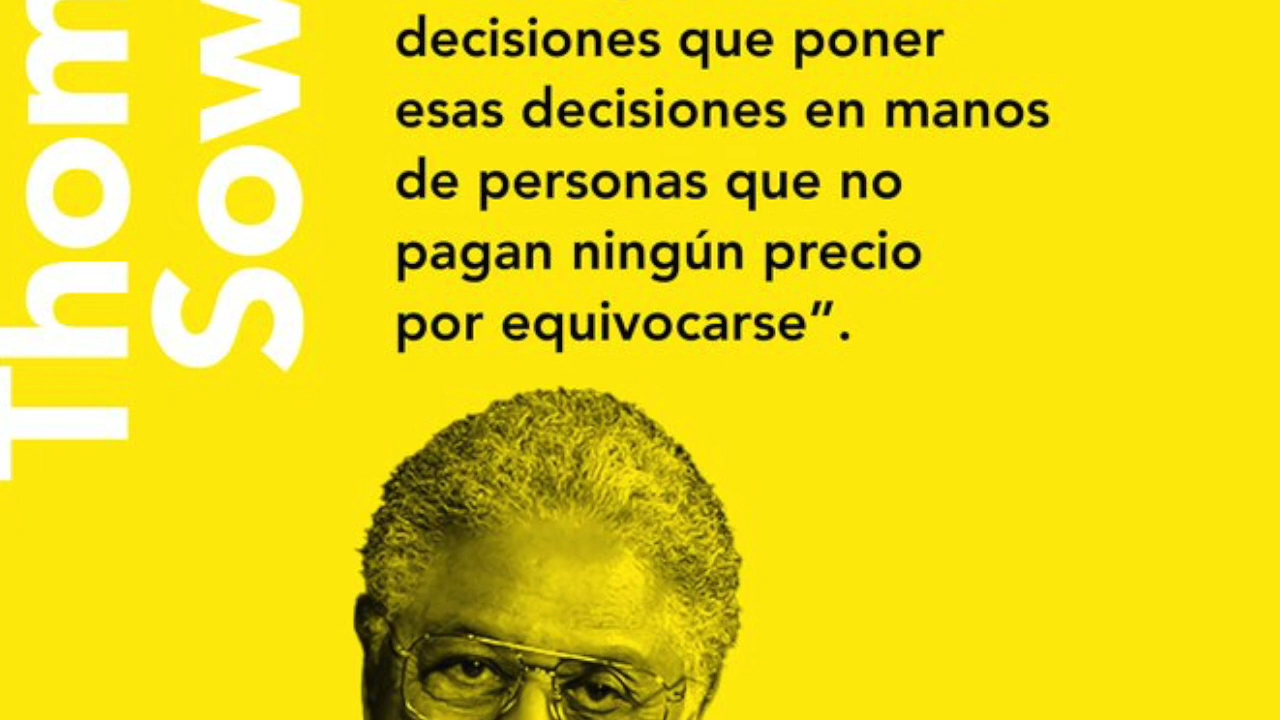 Thom
Sow
decisiones que poner
esas decisiones en manos
de personas que no
pagan ningún precio
por equivocarse”.